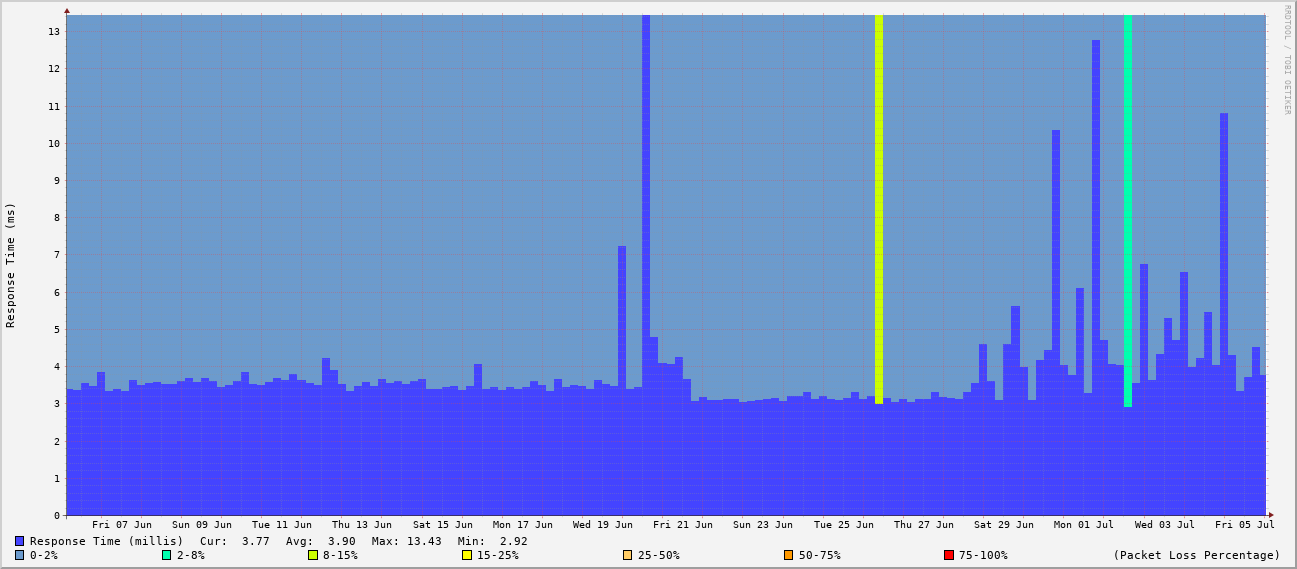 RRDTOOL / TOBI OETIKER
Response Time (ms)
13
12
11
10
9
8
7
6
5
4
3
2
1
0
Fri 07 Jun Sun 09 Jun Tue 11 Jun Thu 13 Jun Sat 15 Jun Mon 17 Jun Wed 19 Jun Fri 21 Jun Sun 23 Jun Tue 25 Jun Thu 27 Jun Sat 29 Jun Mon 01 Jul Wed 03 Jul Fri 05 Jul
Response Time (millis) Cur: 3.77 Avg: 3.90 Max: 13.43 Min: 2.92
0-2% 2-8% 8-15% 15-25% 25-50% 50-75% 75-100% (Packet Loss Percentage)